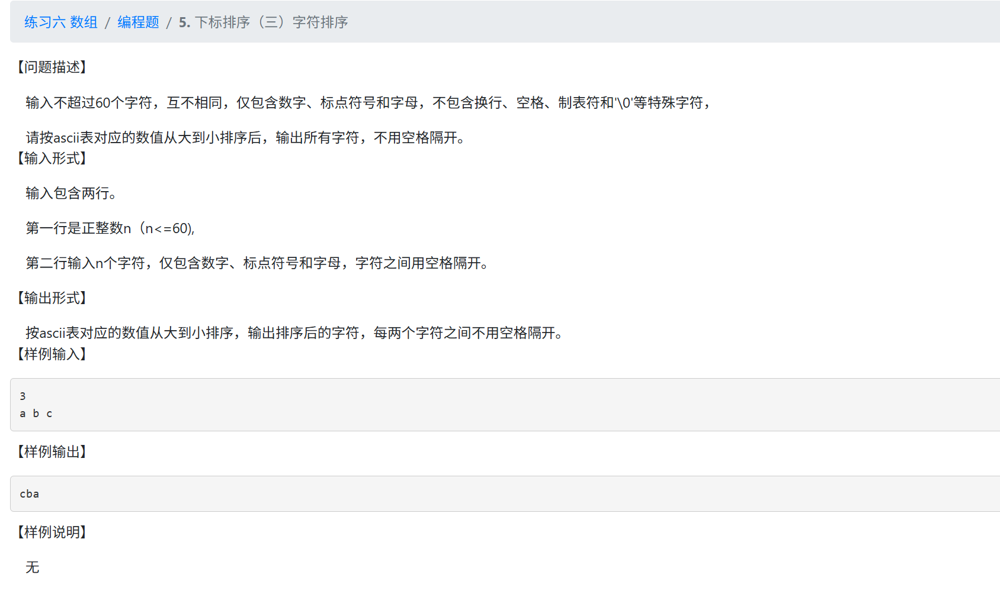 练习六 数组 / 编程题 / 5. 下标排序（三）字符排序
【问题描述】
输入不超过60个字符，互不相同，仅包含数字、标点符号和字母，不包含换行、空格、制表符和'\0'等特殊字符，
请按ascii表对应的数值从大到小排序后，输出所有字符，不用空格隔开。
【输入形式】
输入包含两行。
第一行是正整数n（n<=60),
第二行输入n个字符，仅包含数字、标点符号和字母，字符之间用空格隔开。
【输出形式】
按ascii表对应的数值从大到小排序，输出排序后的字符，每两个字符之间不用空格隔开。
【样例输入】
3
a b c
【样例输出】
cba
【样例说明】
无